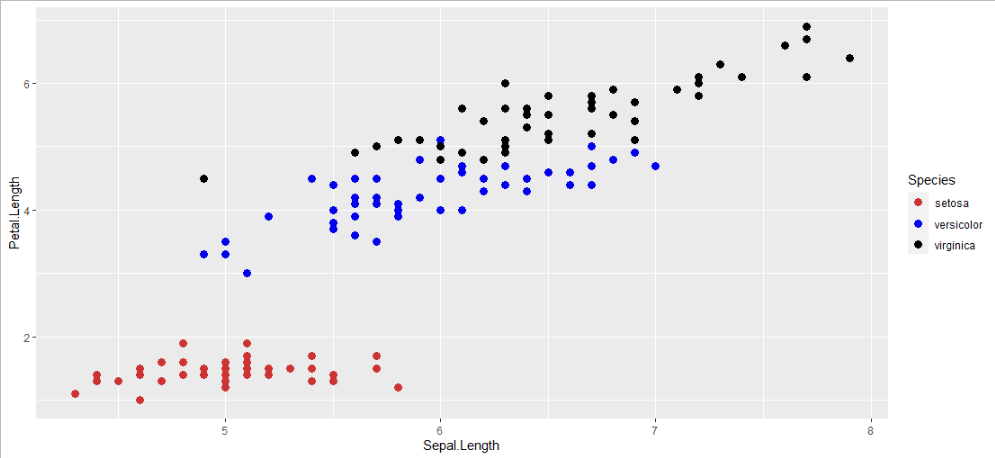 Petal.Length
6
4
2
5 6 7 8
Sepal.Length
Species
setosa
versicolor
virginica